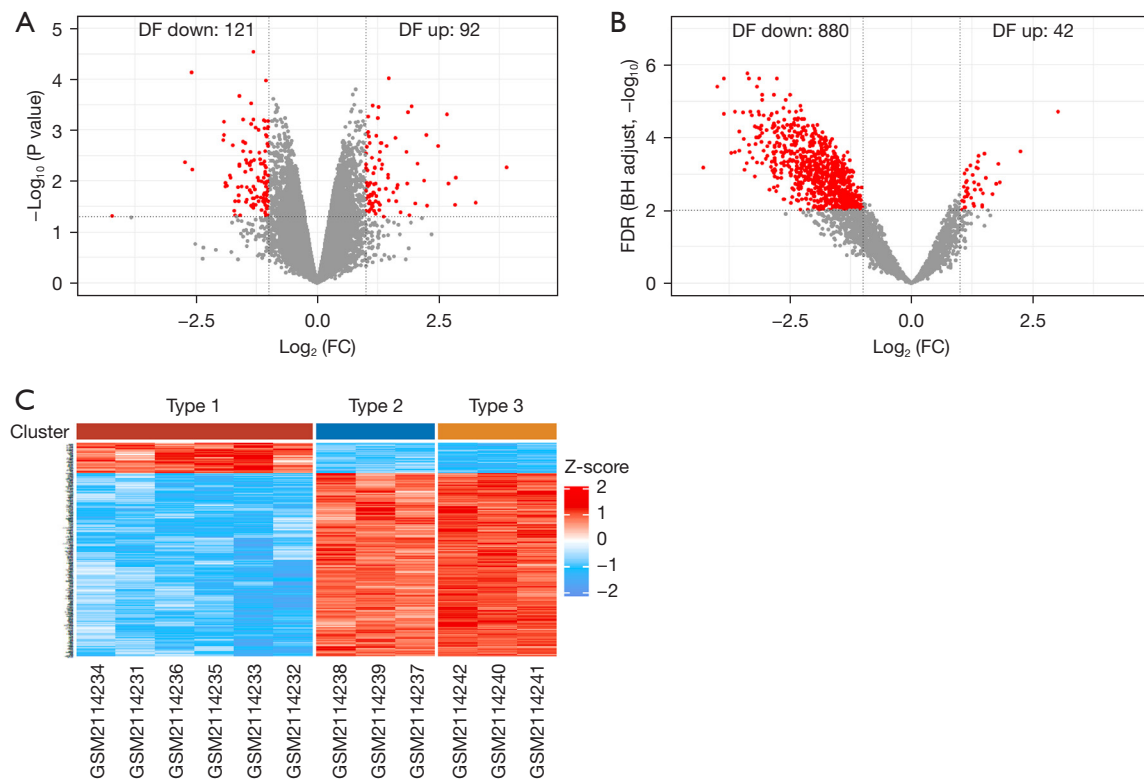 A
DF down: 121
DF up: 92
5
4
3
2
1
0
−Log₁₀ (P value)
−2.5
0.0
2.5
Log₂ (FC)
B
DF down: 880
DF up: 42
6
4
2
0
FDR (BH adjust, −log₁₀)
−2.5
0.0
2.5
Log₂ (FC)
C
Type 1
Type 2
Type 3
Cluster
Z-score
2
1
0
−1
−2
GSM2114234
GSM2114231
GSM2114236
GSM2114235
GSM2114233
GSM2114232
GSM2114238
GSM2114239
GSM2114237
GSM2114242
GSM2114240
GSM2114241